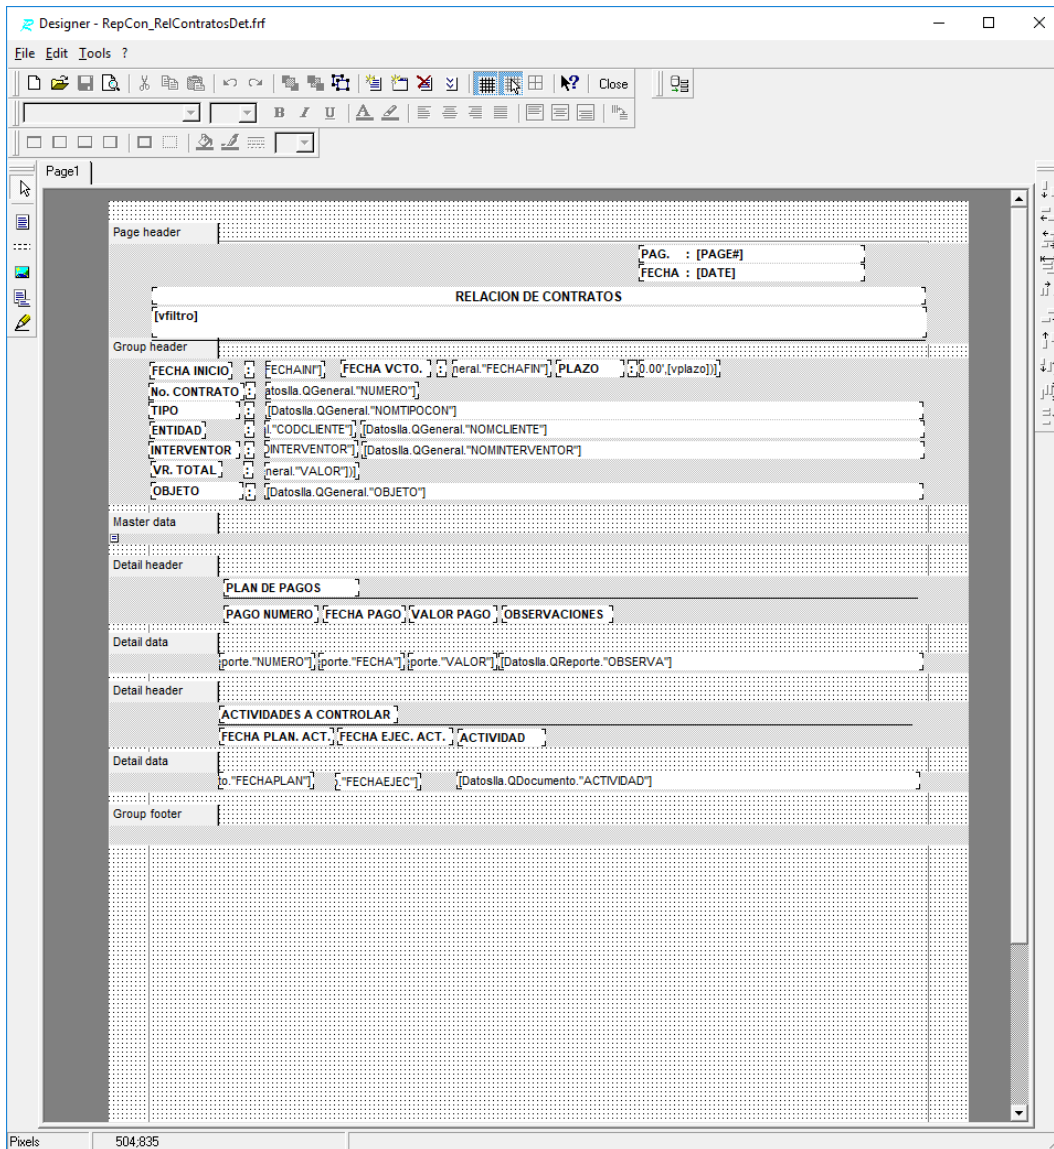 Designer - RepCon_RelContratosDet.frf
File Edit Tools ?
Close
B I U A
Page1
Page header
PAG. : [PAGE#]
FECHA : [DATE]
RELACION DE CONTRATOS
[vfiltro]
Group header
FECHA INICIO : FECHAINI"] FECHA VCTO. : neral."FECHAFIN"] PLAZO : 0.00',[vplazo])]
No. CONTRATO : atoslla.QGeneral."NUMERO"]
TIPO : [Datoslla.QGeneral."NOMTIPOCON"]
ENTIDAD : al."CODCLIENTE"] [Datoslla.QGeneral."NOMCLIENTE"]
INTERVENTOR : OINTERVENTOR"] [Datoslla.QGeneral."NOMINTERVENTOR"]
VR. TOTAL : neral."VALOR"])]
OBJETO : [Datoslla.QGeneral."OBJETO"]
Master data
Detail header
PLAN DE PAGOS
PAGO NUMERO FECHA PAGO VALOR PAGO OBSERVACIONES
Detail data
eporte."NUMERO"] eporte."FECHA"] eporte."VALOR"] [Datoslla.QReporte."OBSERVA"]
Detail header
ACTIVIDADES A CONTROLAR
FECHA PLAN. ACT. FECHA EJEC. ACT. ACTIVIDAD
Detail data
to."FECHAPLAN"] ."FECHAEJEC"] [Datoslla.QDocumento."ACTIVIDAD"]
Group footer
Pixels 504;835